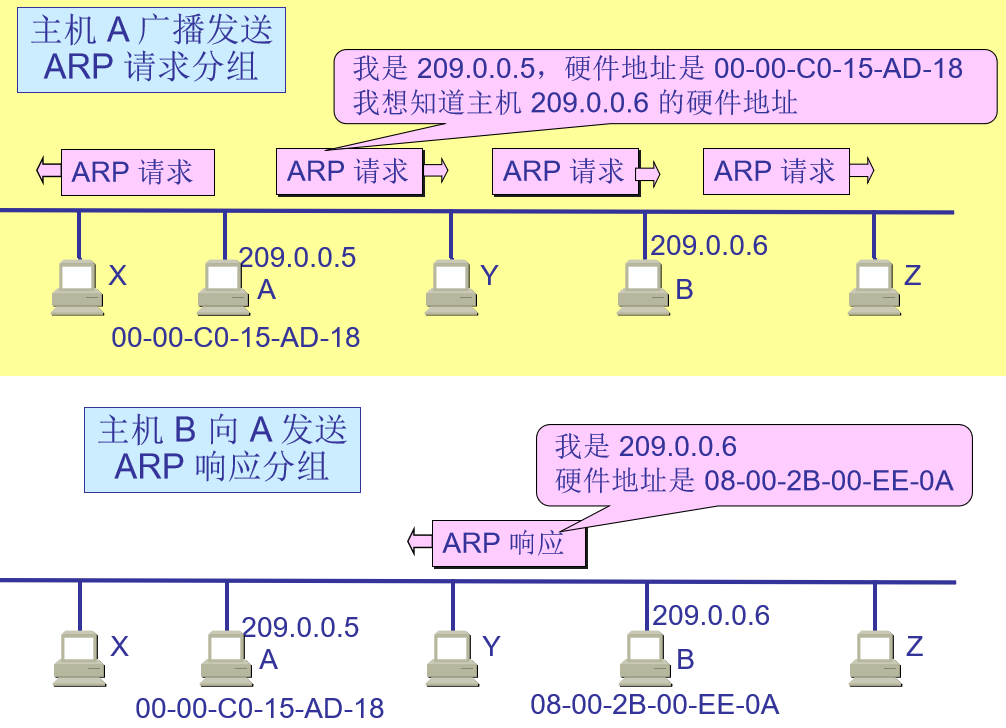 主机 A 广播发送
ARP 请求分组
我是 209.0.0.5，硬件地址是 00-00-C0-15-AD-18
我想知道主机 209.0.0.6 的硬件地址
ARP 请求
ARP 请求
ARP 请求
ARP 请求
209.0.0.5
209.0.0.6
X
A
Y
B
Z
00-00-C0-15-AD-18
主机 B 向 A 发送
ARP 响应分组
我是 209.0.0.6
硬件地址是 08-00-2B-00-EE-0A
ARP 响应
209.0.0.5
209.0.0.6
X
A
Y
B
Z
00-00-C0-15-AD-18
08-00-2B-00-EE-0A